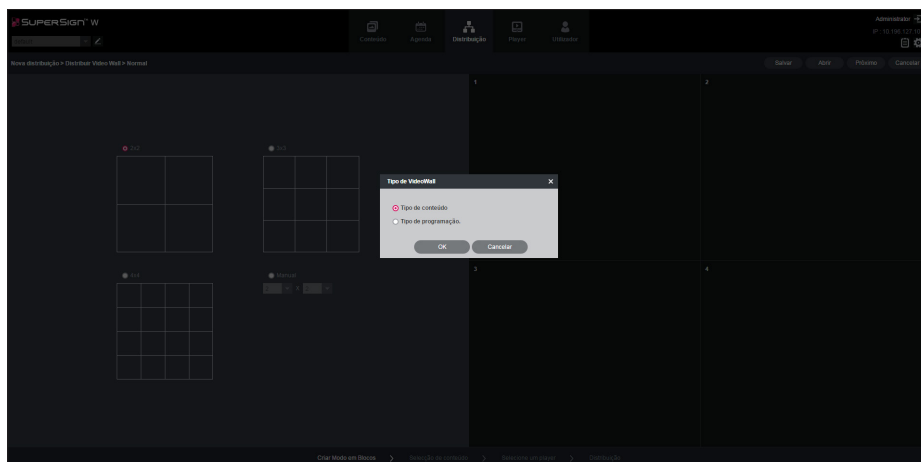 SUPERSIGN™ W
Administrator
Conteúdo
Agenda
Distribuição
Player
Utilizador
Nova distribuição > Distribuir Video Wall > Normal
Salvar
Abrir
Próximo
Cancelar
1
2
2x2
3x3
Tipo de VideoWall
Tipo de conteúdo
Tipo de programação.
OK
Cancelar
4x4
Manual
3
4
Criar Modo em Blocos > Seleção de conteúdo > Selecione um player > Distribuição